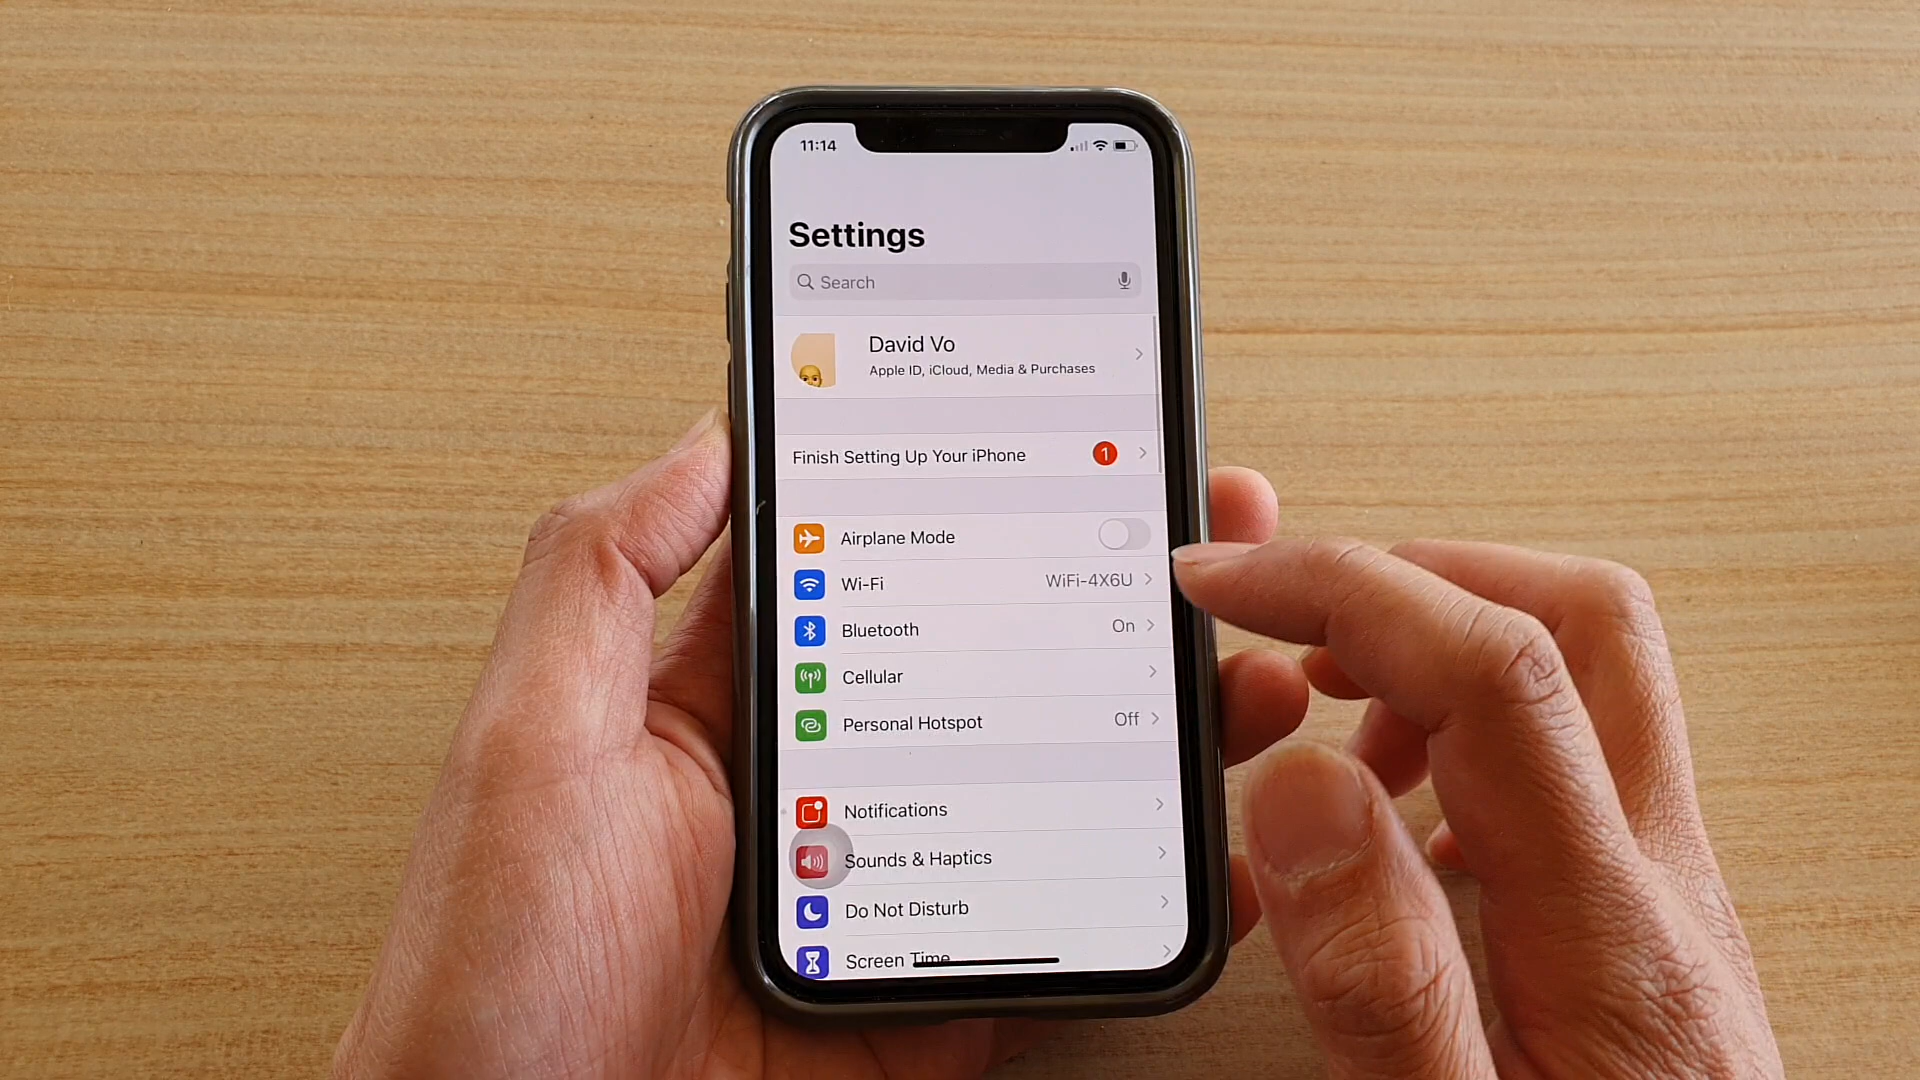 11:14
Settings
Search
David Vo
Apple ID, iCloud, Media & Purchases
Finish Setting Up Your iPhone 1
Airplane Mode
Wi-Fi WiFi-4X6U
Bluetooth On
Cellular
Personal Hotspot Off
Notifications
Sounds & Haptics
Do Not Disturb
Screen Time